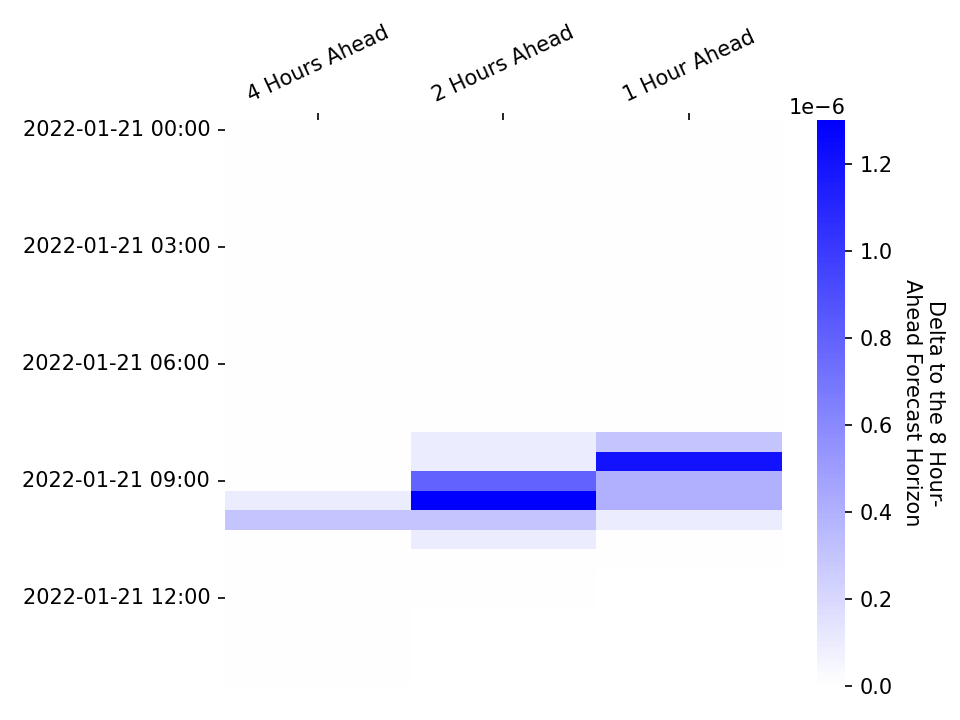 4 Hours Ahead
2 Hours Ahead
1 Hour Ahead
1e−6
2022-01-21 00:00
2022-01-21 03:00
2022-01-21 06:00
2022-01-21 09:00
2022-01-21 12:00
1.2
1.0
0.8
0.6
0.4
0.2
0.0
Delta to the 8 Hour-
Ahead Forecast Horizon